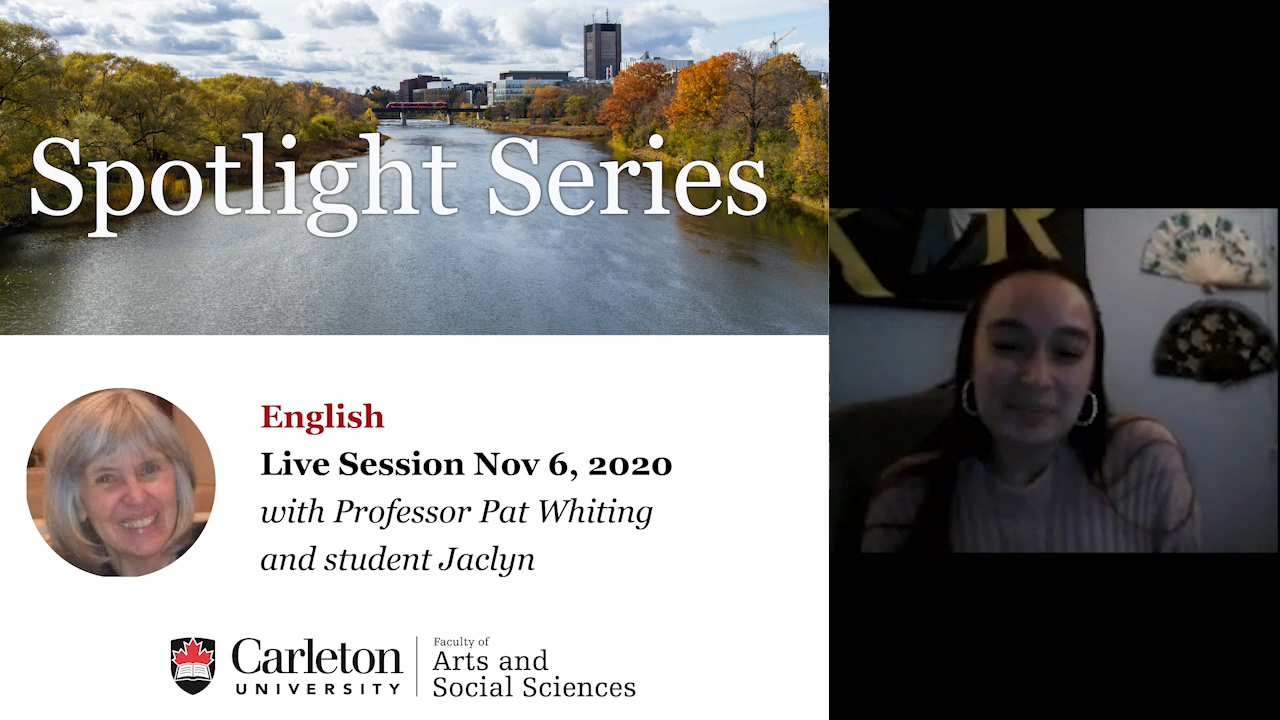 Spotlight Series
English
Live Session Nov 6, 2020
with Professor Pat Whiting
and student Jaclyn
Carleton
UNIVERSITY
Faculty of
Arts and
Social Sciences